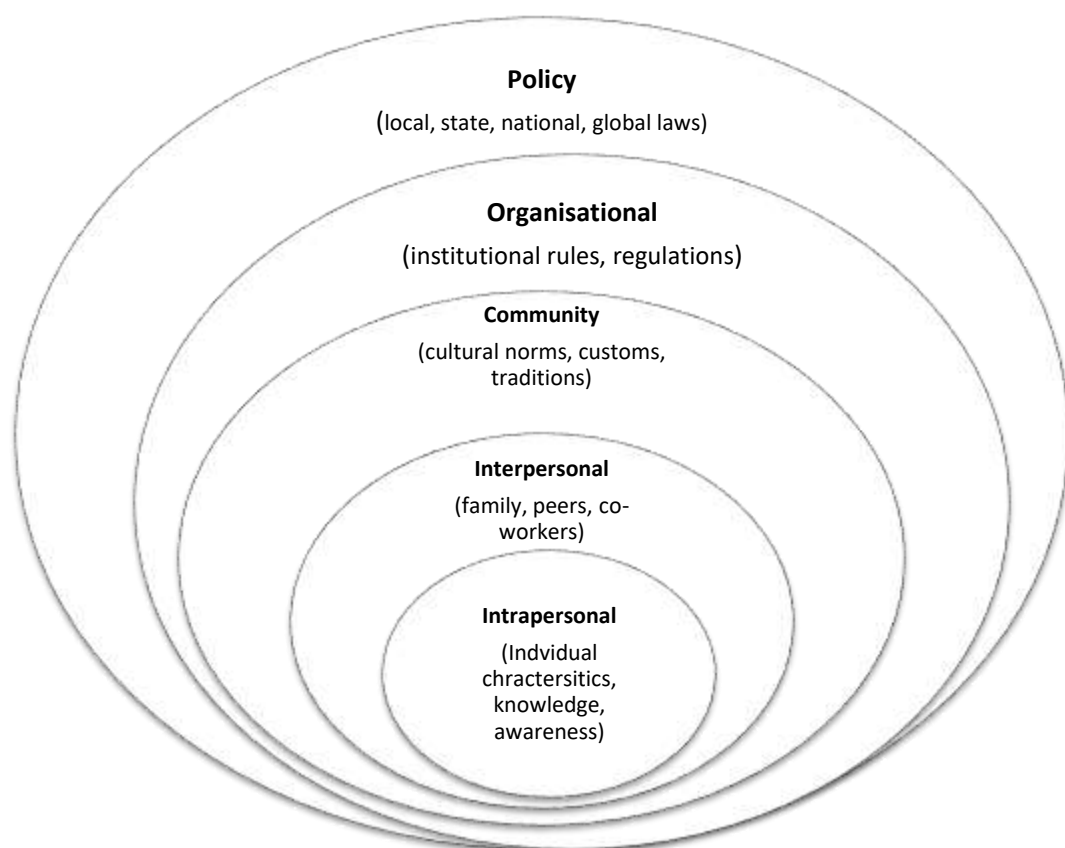 Policy
(local, state, national, global laws)
Organisational
(institutional rules, regulations)
Community
(cultural norms, customs,
traditions)
Interpersonal
(family, peers, co-
workers)
Intrapersonal
(Indvidual
chractersitics,
knowledge,
awareness)